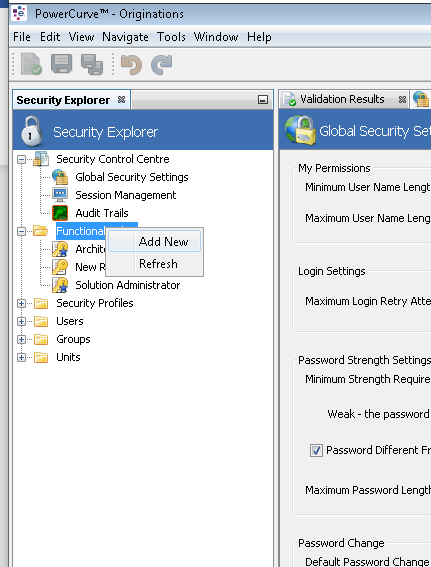 PowerCurve™ - Originations
File Edit View Navigate Tools Window Help
Security Explorer
Validation Results
Security Explorer
Global Security Set
Security Control Centre
Global Security Settings
Session Management
Audit Trails
Functional
Add New
Refresh
Archite
New R
Solution Administrator
Security Profiles
Users
Groups
Units
My Permissions
Minimum User Name Length
Maximum User Name Leng
Login Settings
Maximum Login Retry Atte
Password Strength Settings
Minimum Strength Require
Weak - the password
Password Different Fr
Maximum Password Length
Password Change
Default Password Change